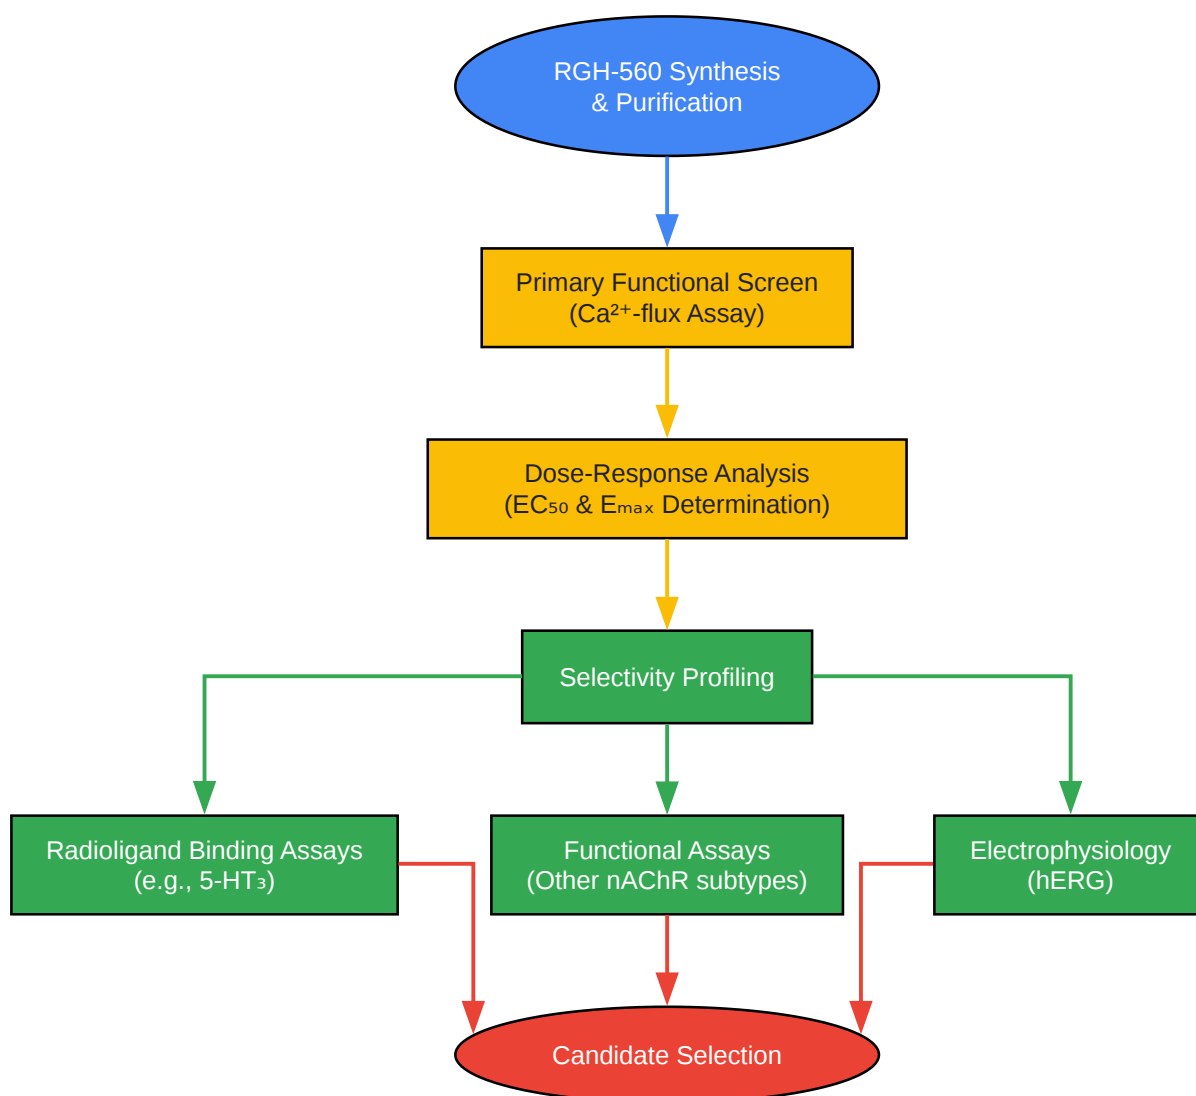 RGH-560 Synthesis
& Purification
Primary Functional Screen
(Ca²⁺-flux Assay)
Dose-Response Analysis
(EC₅₀ & Eₘₐₓ Determination)
Selectivity Profiling
Radioligand Binding Assays
(e.g., 5-HT₃)
Functional Assays
(Other nAChR subtypes)
Electrophysiology
(hERG)
Candidate Selection